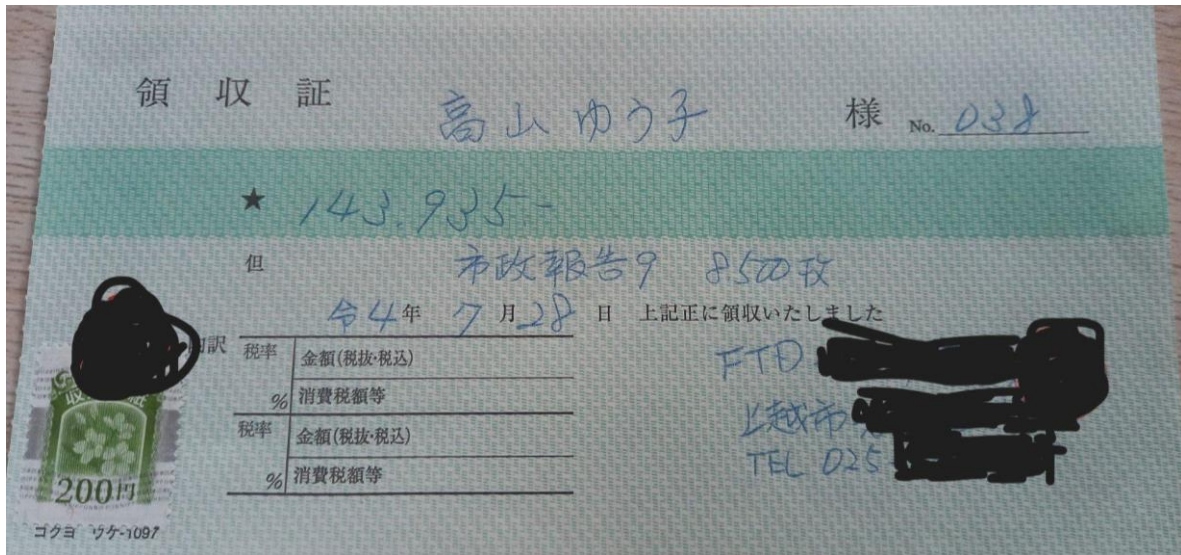 領収証 高山ゆう子 様 No. 038
★ 143.935-
但 市政報告9 8500枚
令4年 7月28日 上記正に領収いたしました
内訳 税率 金額(税抜・税込)
% 消費税額等
税率 金額(税抜・税込)
% 消費税額等
FTD
上越市
TEL 025-
200円
コクヨ ウケ-1097